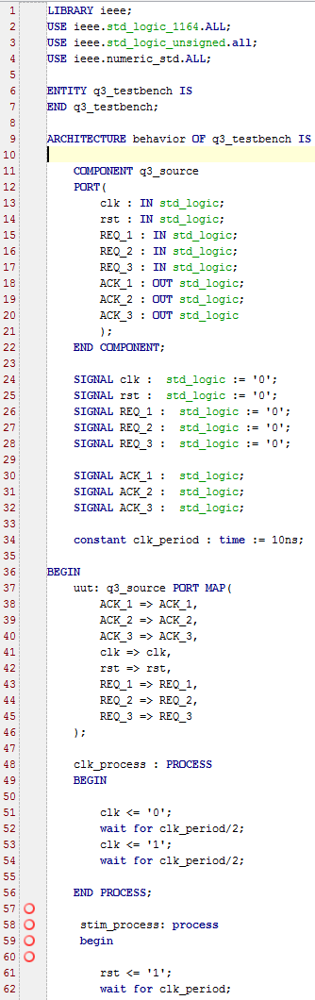 1 LIBRARY ieee;
2 USE ieee.std_logic_1164.ALL;
3 USE ieee.std_logic_unsigned.all;
4 USE ieee.numeric_std.ALL;
5
6 ENTITY q3_testbench IS
7 END q3_testbench;
8
9 ARCHITECTURE behavior OF q3_testbench IS
10
11 COMPONENT q3_source
12 PORT(
13 clk : IN std_logic;
14 rst : IN std_logic;
15 REQ_1 : IN std_logic;
16 REQ_2 : IN std_logic;
17 REQ_3 : IN std_logic;
18 ACK_1 : OUT std_logic;
19 ACK_2 : OUT std_logic;
20 ACK_3 : OUT std_logic
21 );
22 END COMPONENT;
23
24 SIGNAL clk :  std_logic := '0';
25 SIGNAL rst :  std_logic := '0';
26 SIGNAL REQ_1 :  std_logic := '0';
27 SIGNAL REQ_2 :  std_logic := '0';
28 SIGNAL REQ_3 :  std_logic := '0';
29
30 SIGNAL ACK_1 :  std_logic;
31 SIGNAL ACK_2 :  std_logic;
32 SIGNAL ACK_3 :  std_logic;
33
34 constant clk_period : time := 10ns;
35
36 BEGIN
37 uut: q3_source PORT MAP(
38 ACK_1 => ACK_1,
39 ACK_2 => ACK_2,
40 ACK_3 => ACK_3,
41 clk => clk,
42 rst => rst,
43 REQ_1 => REQ_1,
44 REQ_2 => REQ_2,
45 REQ_3 => REQ_3
46 );
47
48 clk_process : PROCESS
49 BEGIN
50
51 clk <= '0';
52 wait for clk_period/2;
53 clk <= '1';
54 wait for clk_period/2;
55
56 END PROCESS;
57
58 stim_process: process
59 begin
60
61 rst <= '1';
62 wait for clk_period;